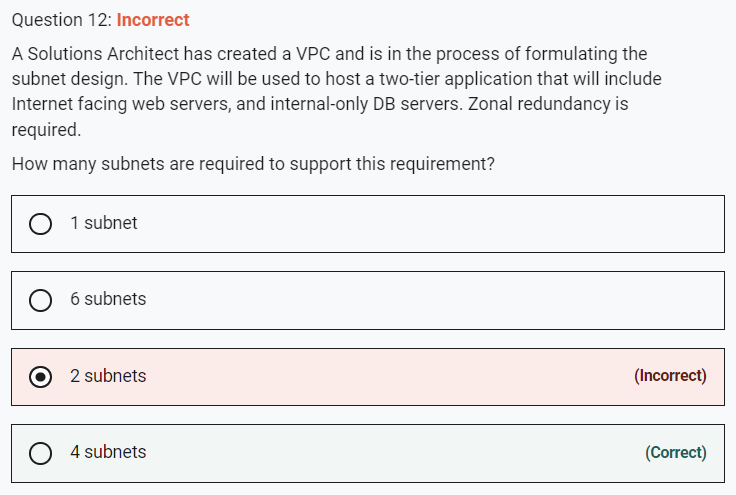 Question 12: Incorrect
A Solutions Architect has created a VPC and is in the process of formulating the
subnet design. The VPC will be used to host a two-tier application that will include
Internet facing web servers, and internal-only DB servers. Zonal redundancy is
required.
How many subnets are required to support this requirement?
1 subnet
6 subnets
2 subnets (Incorrect)
4 subnets (Correct)